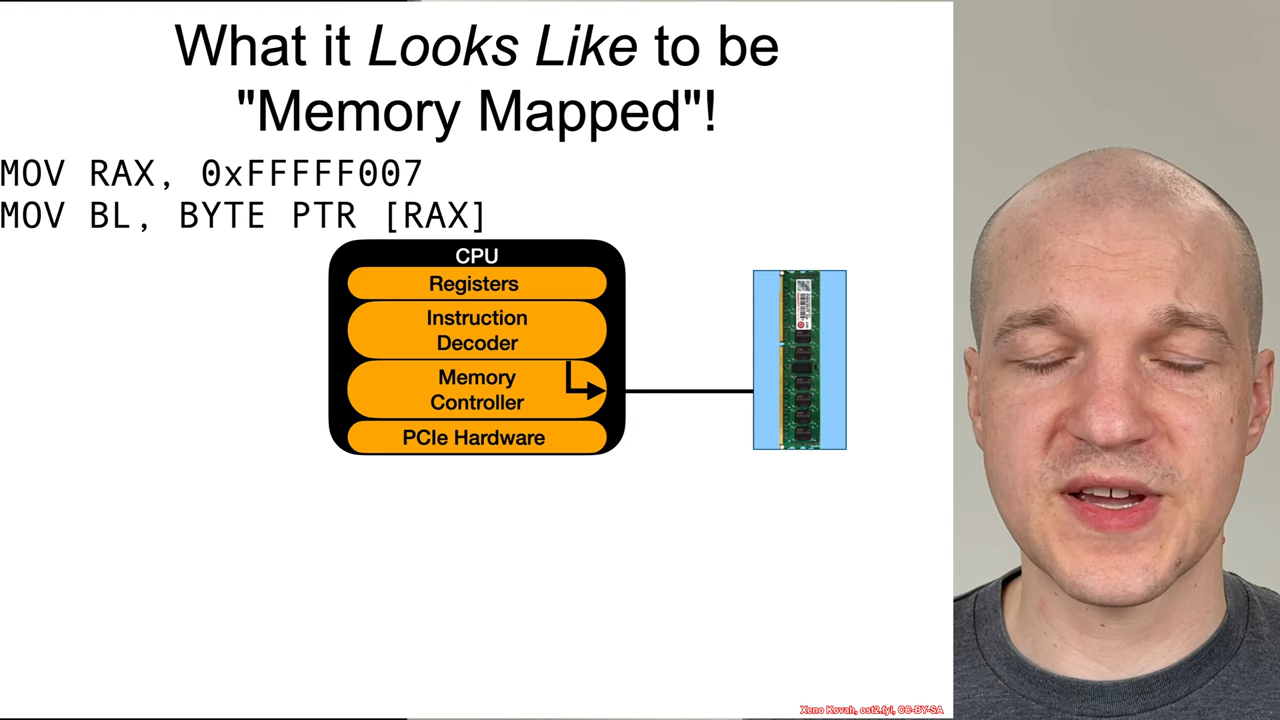 What it Looks Like to be
"Memory Mapped"!
MOV RAX, 0xFFFFF007
MOV BL, BYTE PTR [RAX]
CPU
Registers
Instruction
Decoder
Memory
Controller
PCIe Hardware
Xeno Kovah, ost2.fyi, CC-BY-SA